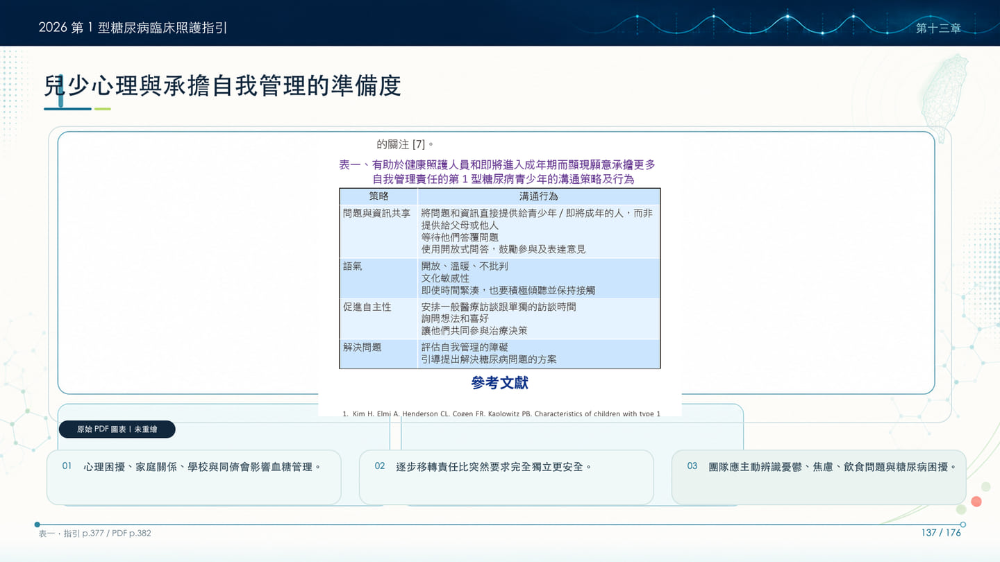 2026 第 1 型糖尿病臨床照護指引
第十三章
兒少心理與承擔自我管理的準備度
的關注 [7]。
表一、有助於健康照護人員和即將進入成年期而顯現願意承擔更多
自我管理責任的第 1 型糖尿病青少年的溝通策略及行為
策略
溝通行為
問題與資訊共享
將問題和資訊直接提供給青少年 / 即將成年的人，而非
提供給父母或他人
等待他們答覆問題
使用開放式問答，鼓勵參與及表達意見
語氣
開放、溫暖、不批判
文化敏感性
即使時間緊湊，也要積極傾聽並保持接觸
促進自主性
安排一般醫療訪談跟單獨的訪談時間
詢問想法和喜好
讓他們共同參與治療決策
解決問題
評估自我管理的障礙
引導提出解決糖尿病問題的方案
參考文獻
1. Kim H, Elmi A, Henderson CL, Cogen FR, Kaplowitz PB. Characteristics of children with type 1
原始 PDF 圖表｜未重繪
01 心理困擾、家庭關係、學校與同儕會影響血糖管理。
02 逐步移轉責任比突然要求完全獨立更安全。
03 團隊應主動辨識憂鬱、焦慮、飲食問題與糖尿病困擾。
表一．指引 p.377 / PDF p.382
137 / 176